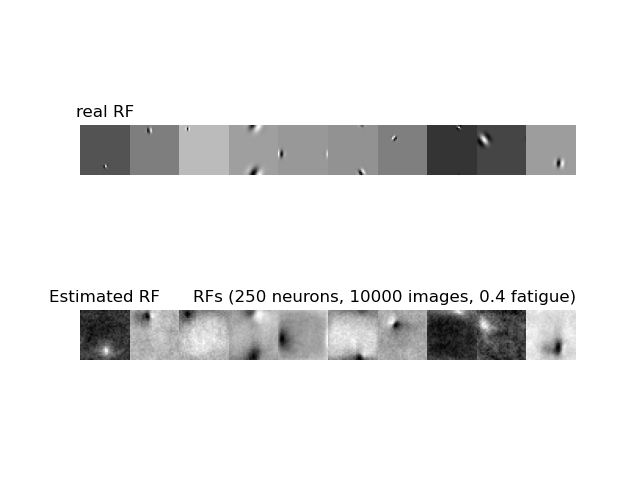 real RF
Estimated RF
RFs (250 neurons, 10000 images, 0.4 fatigue)